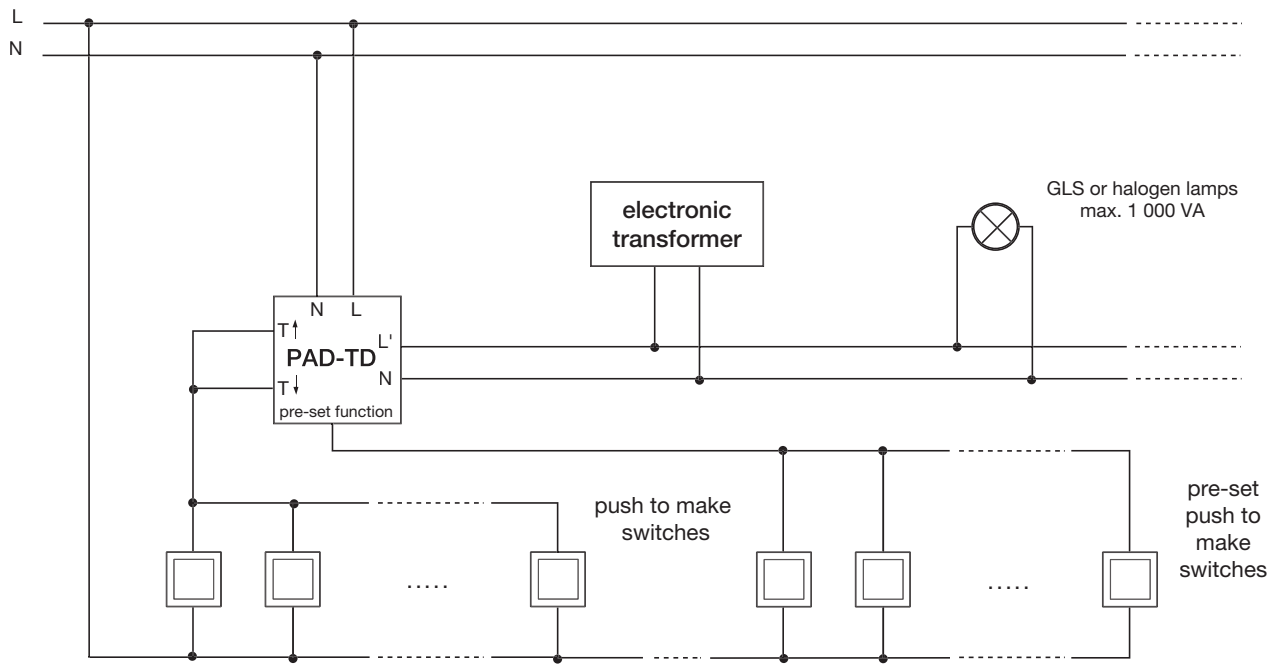 L
N
GLS or halogen lamps
max. 1 000 VA
electronic
transformer
N L
T↑
L'
PAD-TD
N
T↓
pre-set function
push to make
switches
pre-set
push to
make
switches
.....
.....